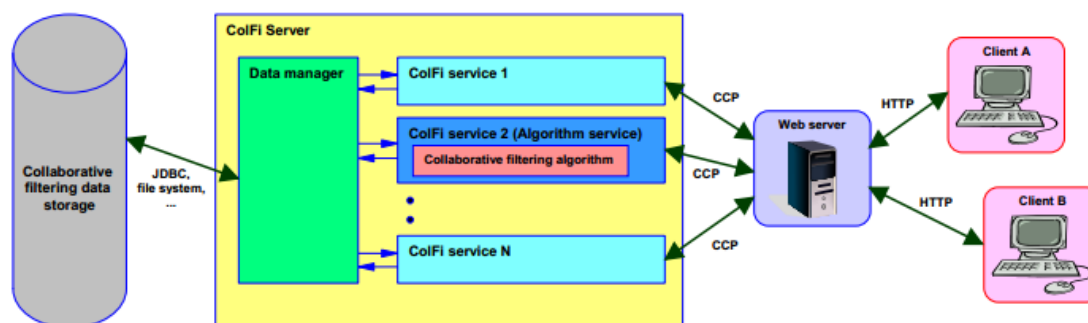 ColFi Server
Data manager
ColFi service 1
ColFi service 2 (Algorithm service)
Collaborative filtering algorithm
ColFi service N
Collaborative
filtering data
storage
JDBC,
file system,
...
CCP
CCP
CCP
Web server
HTTP
HTTP
Client A
Client B